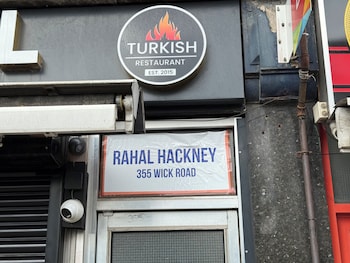 L
TURKISH
RESTAURANT
EST. 2015
RAHAL HACKNEY
355 WICK ROAD